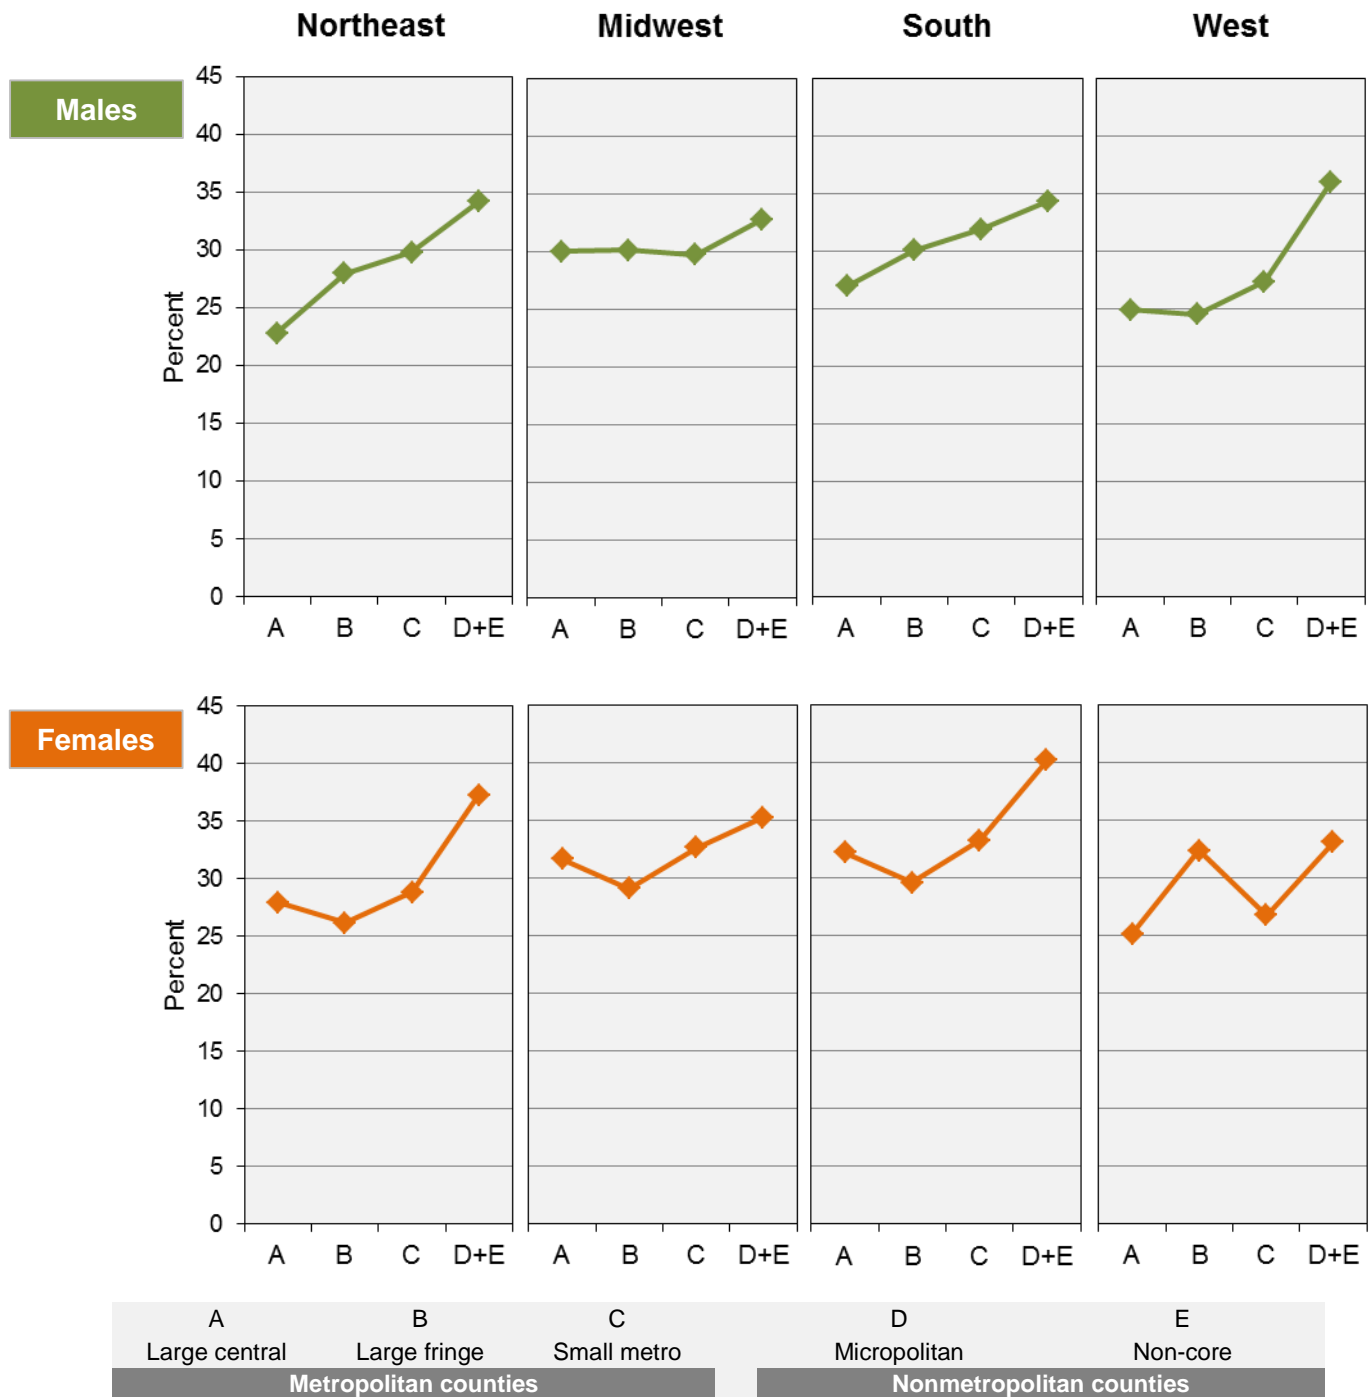 Northeast Midwest South West
Males
45
40
35
30
25
20
15
10
5
0
Percent
A B C D+E A B C D+E A B C D+E A B C D+E
Females
45
40
35
30
25
20
15
10
5
0
Percent
A B C D+E A B C D+E A B C D+E A B C D+E
A B C D E
Large central Large fringe Small metro Micropolitan Non-core
Metropolitan counties Nonmetropolitan counties